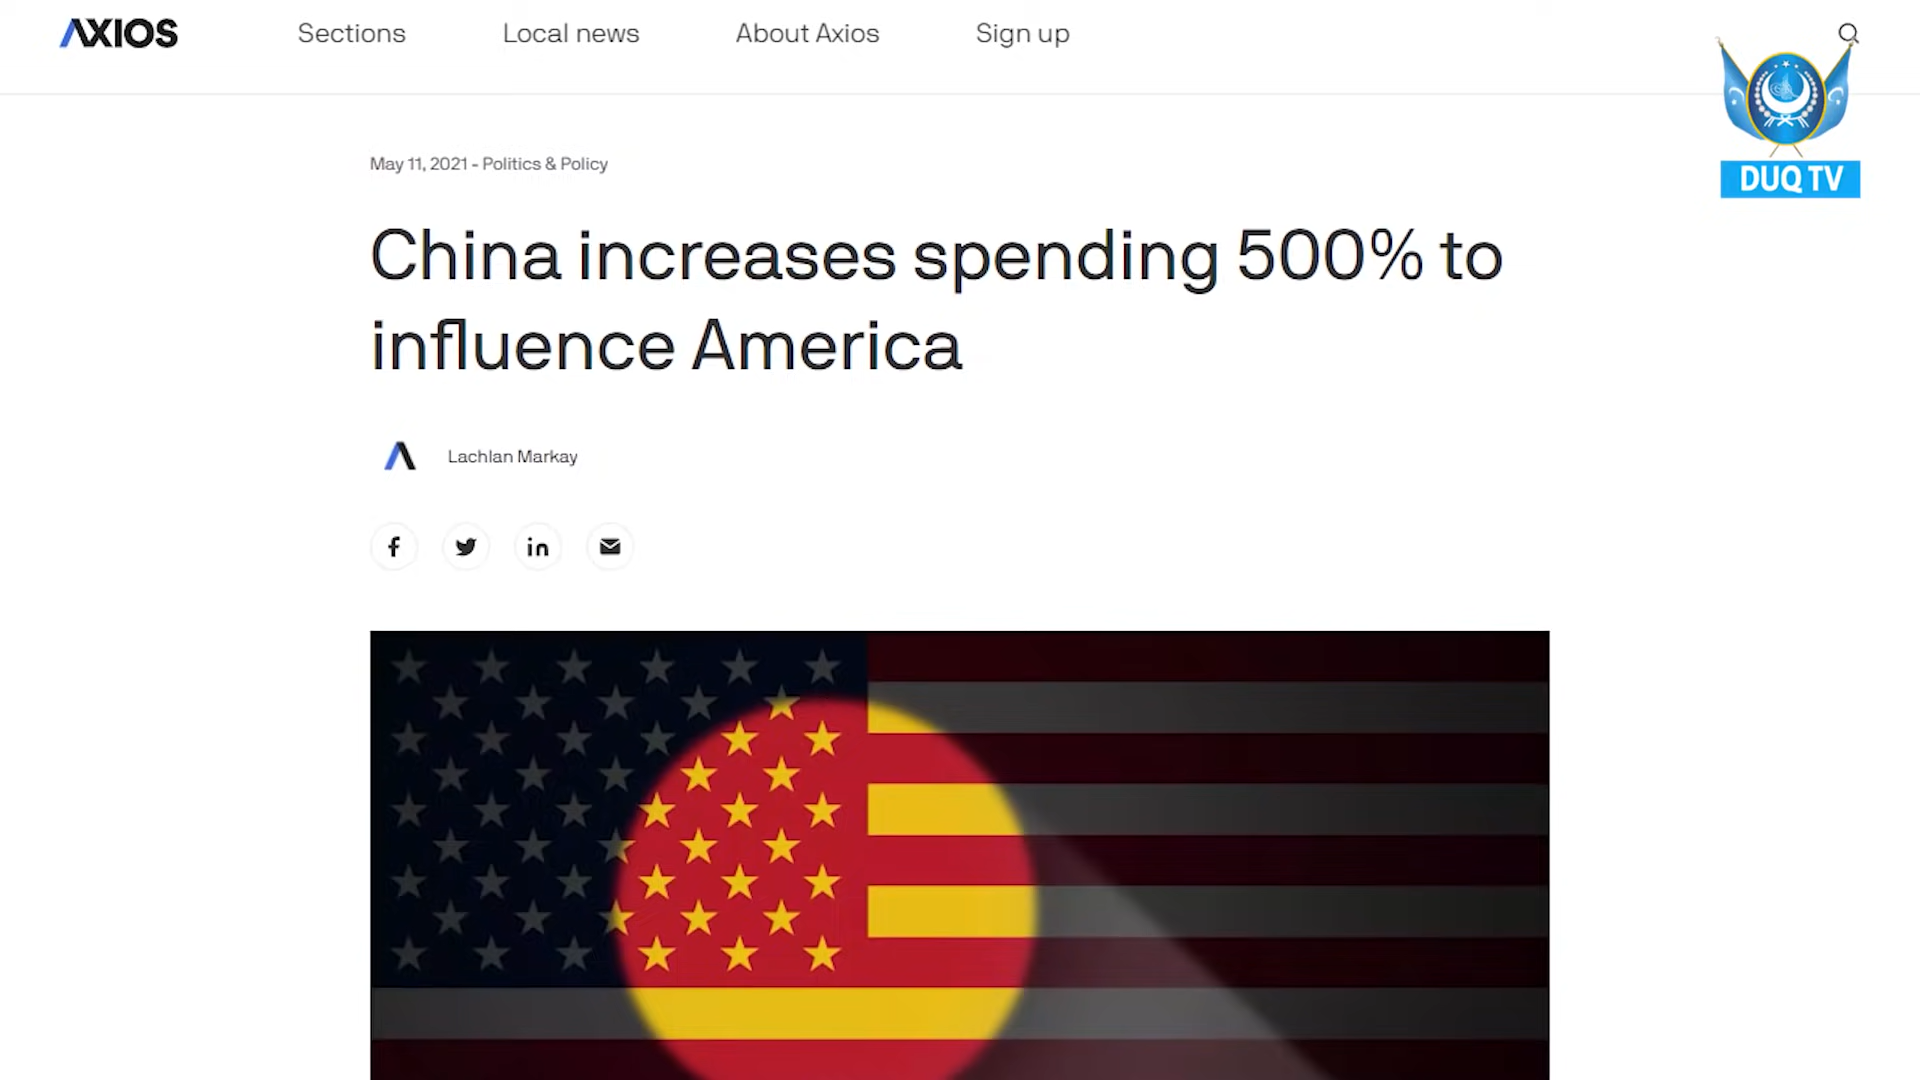 AXIOS
Sections
Local news
About Axios
Sign up
DUQ TV
May 11, 2021 - Politics & Policy
China increases spending 500% to
influence America
Lachlan Markay